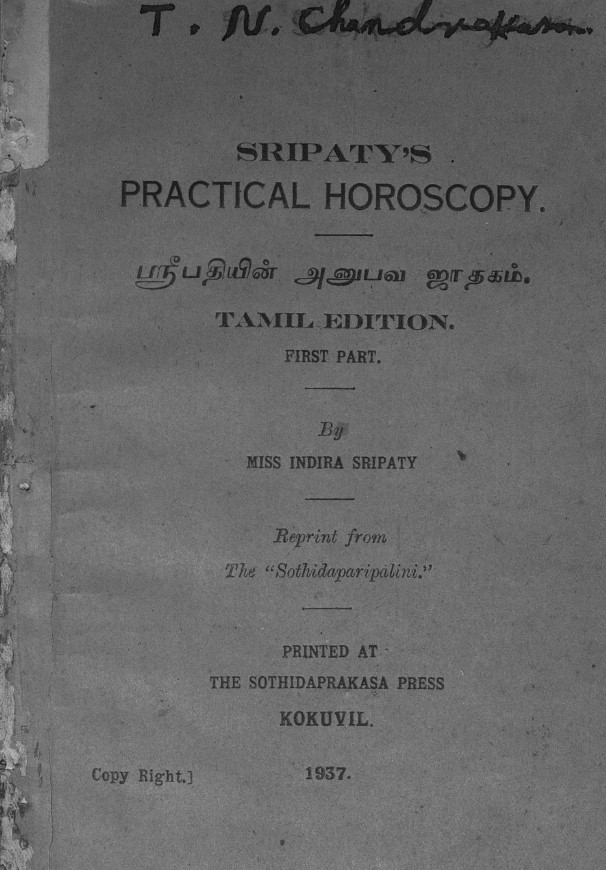 T. N. Chandrakasan.
SRIPATY'S
PRACTICAL HOROSCOPY.
ஸ்ரீபதியின் அனுபவ ஜாதகம்.
TAMIL EDITION.
FIRST PART.
By
MISS INDIRA SRIPATY
Reprint from
The "Sothidaparipalini."
PRINTED AT
THE SOTHIDAPRAKASA PRESS
KOKUVIL.
Copy Right.] 1937.